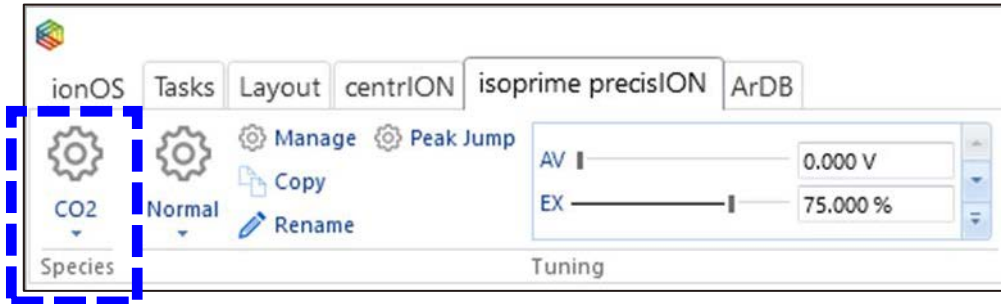 ionOS Tasks Layout centrION isoprime precisION ArDB
CO2
Normal
Manage Peak Jump
Copy
Rename
AV 0.000 V
EX 75.000 %
Species Tuning